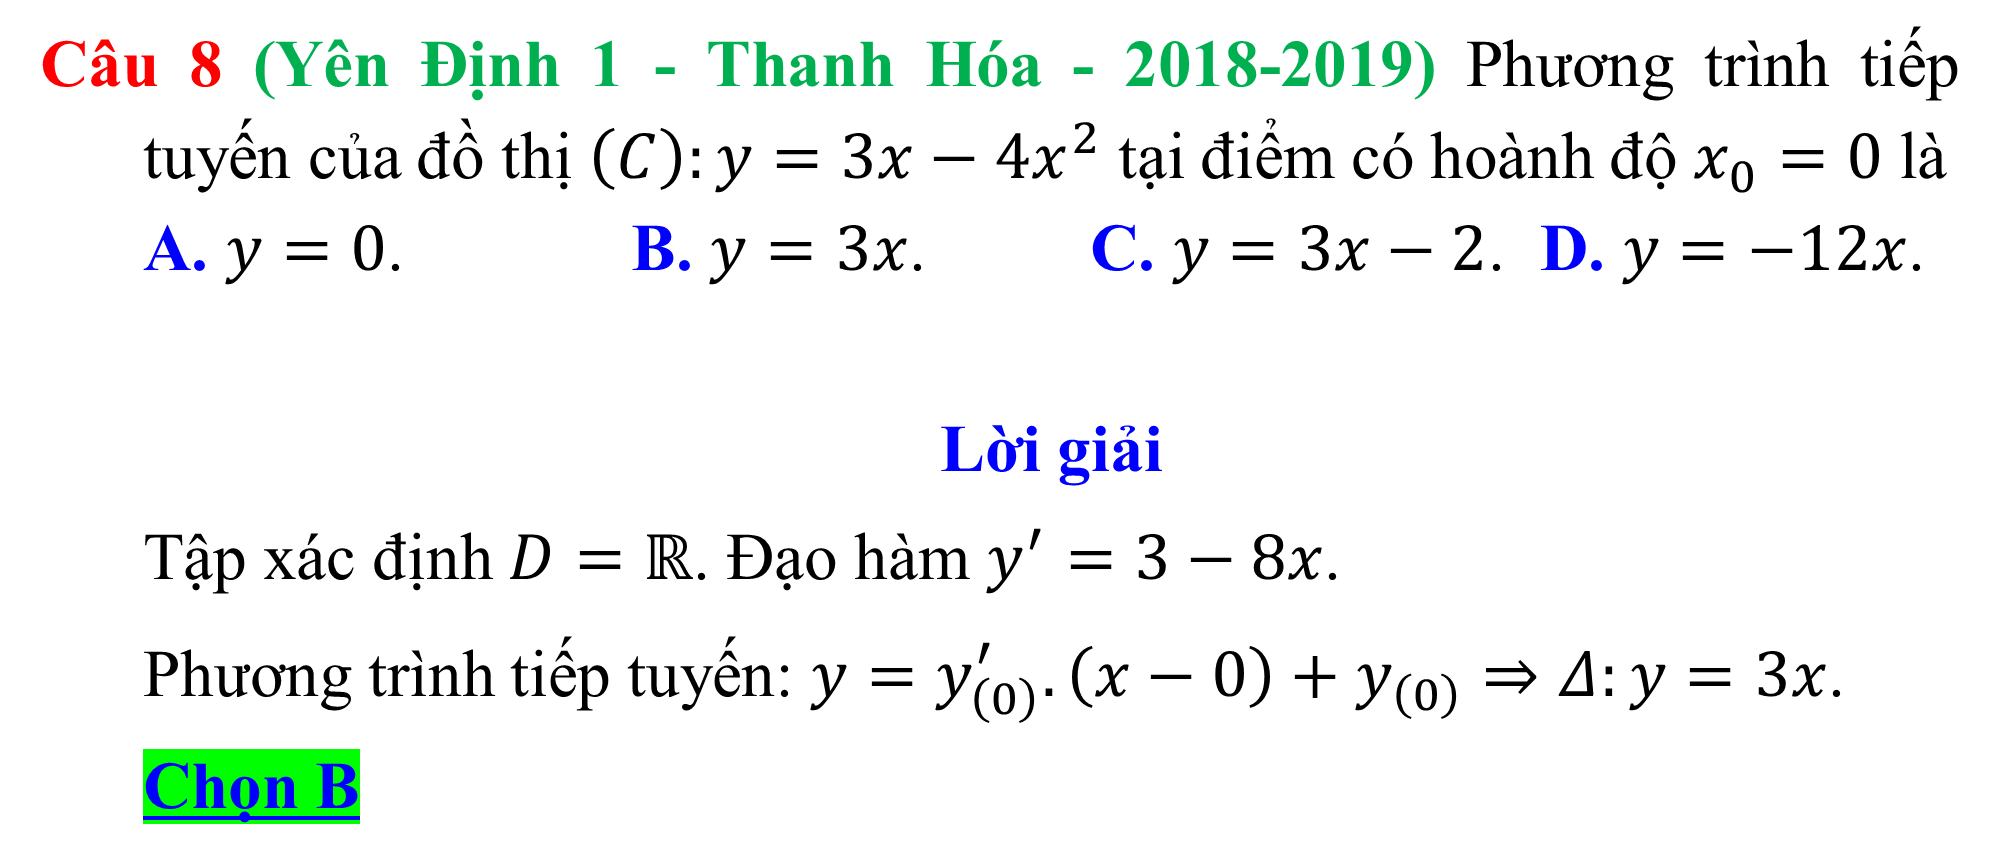 Câu 8 (Yên Định 1 - Thanh Hóa - 2018-2019) Phương trình tiếp
tuyến của đồ thị (C): y = 3x − 4x² tại điểm có hoành độ x₀ = 0 là
A. y = 0. B. y = 3x. C. y = 3x − 2. D. y = −12x.
Lời giải
Tập xác định D = ℝ. Đạo hàm y′ = 3 − 8x.
Phương trình tiếp tuyến: y = y′₍₀₎. (x − 0) + y₍₀₎ ⇒ Δ: y = 3x.
Chọn B